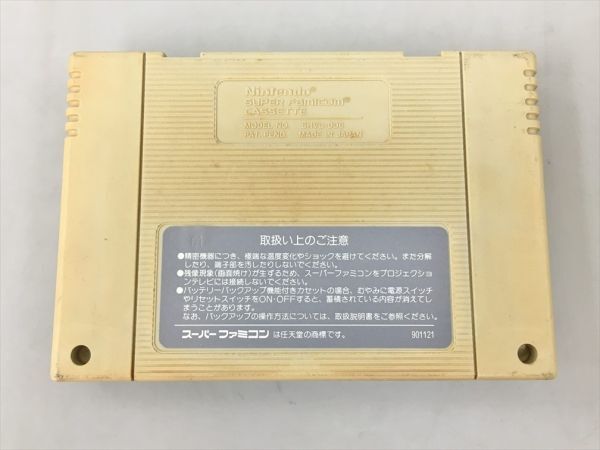 Nintendo®
SUPER FAMICOM®
CASSETTE
MODEL NO. SHVC-006
PAT. PEND. MADE IN JAPAN
取扱い上のご注意
●精密機器につき、極端な温度変化やショックを避けてください。また分解
したり、端子部を汚したりしないでください。
●残像現象(画面焼け)が生ずるため、スーパーファミコンをプロジェクショ
ンテレビには接続しないでください。
●バッテリーバックアップ機能付きカセットの場合、むやみに電源スイッチ
やリセットスイッチをON・OFFすると、蓄積されている内容が消えてし
まうことがあります。
なお、バックアップの操作方法については、取扱説明書をご参照ください。
スーパーファミコン は任天堂の商標です。
901121